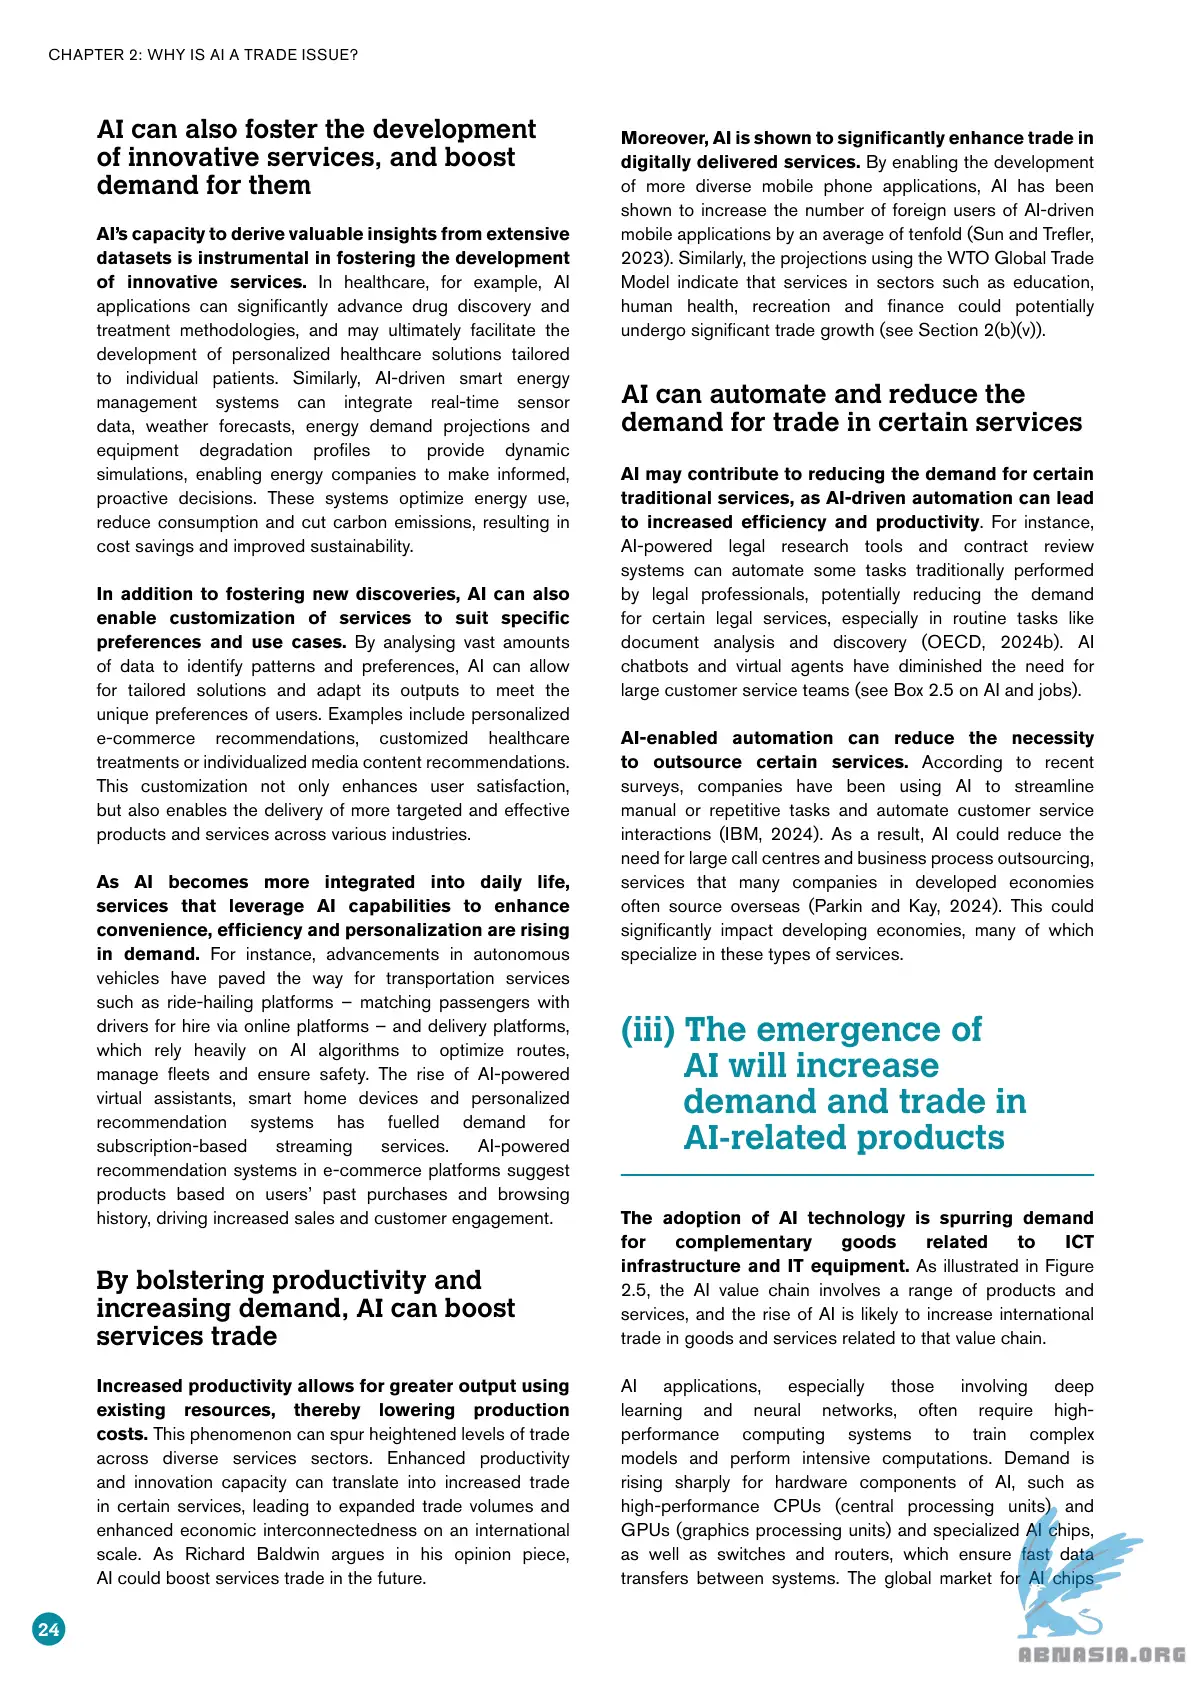 CHAPTER 2: WHY IS AI A TRADE ISSUE?
AI can also foster the development
of innovative services, and boost
demand for them
AI's capacity to derive valuable insights from extensive
datasets is instrumental in fostering the development
of innovative services. In healthcare, for example, AI
applications can significantly advance drug discovery and
treatment methodologies, and may ultimately facilitate the
development of personalized healthcare solutions tailored
to individual patients. Similarly, AI-driven smart energy
management systems can integrate real-time sensor
data, weather forecasts, energy demand projections and
equipment degradation profiles to provide dynamic
simulations, enabling energy companies to make informed,
proactive decisions. These systems optimize energy use,
reduce consumption and cut carbon emissions, resulting in
cost savings and improved sustainability.
In addition to fostering new discoveries, AI can also
enable customization of services to suit specific
preferences and use cases. By analysing vast amounts
of data to identify patterns and preferences, AI can allow
for tailored solutions and adapt its outputs to meet the
unique preferences of users. Examples include personalized
e-commerce recommendations, customized healthcare
treatments or individualized media content recommendations.
This customization not only enhances user satisfaction,
but also enables the delivery of more targeted and effective
products and services across various industries.
As AI becomes more integrated into daily life,
services that leverage AI capabilities to enhance
convenience, efficiency and personalization are rising
in demand. For instance, advancements in autonomous
vehicles have paved the way for transportation services
such as ride-hailing platforms – matching passengers with
drivers for hire via online platforms – and delivery platforms,
which rely heavily on AI algorithms to optimize routes,
manage fleets and ensure safety. The rise of AI-powered
virtual assistants, smart home devices and personalized
recommendation systems has fuelled demand for
subscription-based streaming services. AI-powered
recommendation systems in e-commerce platforms suggest
products based on users' past purchases and browsing
history, driving increased sales and customer engagement.
By bolstering productivity and
increasing demand, AI can boost
services trade
Increased productivity allows for greater output using
existing resources, thereby lowering production
costs. This phenomenon can spur heightened levels of trade
across diverse services sectors. Enhanced productivity
and innovation capacity can translate into increased trade
in certain services, leading to expanded trade volumes and
enhanced economic interconnectedness on an international
scale. As Richard Baldwin argues in his opinion piece,
AI could boost services trade in the future.
Moreover, AI is shown to significantly enhance trade in
digitally delivered services. By enabling the development
of more diverse mobile phone applications, AI has been
shown to increase the number of foreign users of AI-driven
mobile applications by an average of tenfold (Sun and Trefler,
2023). Similarly, the projections using the WTO Global Trade
Model indicate that services in sectors such as education,
human health, recreation and finance could potentially
undergo significant trade growth (see Section 2(b)(v)).
AI can automate and reduce the
demand for trade in certain services
AI may contribute to reducing the demand for certain
traditional services, as AI-driven automation can lead
to increased efficiency and productivity. For instance,
AI-powered legal research tools and contract review
systems can automate some tasks traditionally performed
by legal professionals, potentially reducing the demand
for certain legal services, especially in routine tasks like
document analysis and discovery (OECD, 2024b). AI
chatbots and virtual agents have diminished the need for
large customer service teams (see Box 2.5 on AI and jobs).
AI-enabled automation can reduce the necessity
to outsource certain services. According to recent
surveys, companies have been using AI to streamline
manual or repetitive tasks and automate customer service
interactions (IBM, 2024). As a result, AI could reduce the
need for large call centres and business process outsourcing,
services that many companies in developed economies
often source overseas (Parkin and Kay, 2024). This could
significantly impact developing economies, many of which
specialize in these types of services.
(iii) The emergence of
AI will increase
demand and trade in
AI-related products
The adoption of AI technology is spurring demand
for complementary goods related to ICT
infrastructure and IT equipment. As illustrated in Figure
2.5, the AI value chain involves a range of products and
services, and the rise of AI is likely to increase international
trade in goods and services related to that value chain.
AI applications, especially those involving deep
learning and neural networks, often require high-
performance computing systems to train complex
models and perform intensive computations. Demand is
rising sharply for hardware components of AI, such as
high-performance CPUs (central processing units) and
GPUs (graphics processing units) and specialized AI chips,
as well as switches and routers, which ensure fast data
transfers between systems. The global market for AI chips
24
ABNASIA.ORG